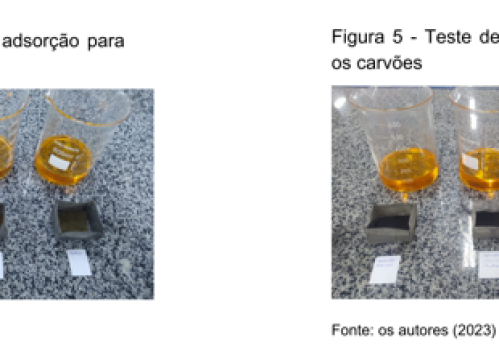 adsorção para
Figura 5 - Teste de
os carvões
Fonte: os autores (2023)